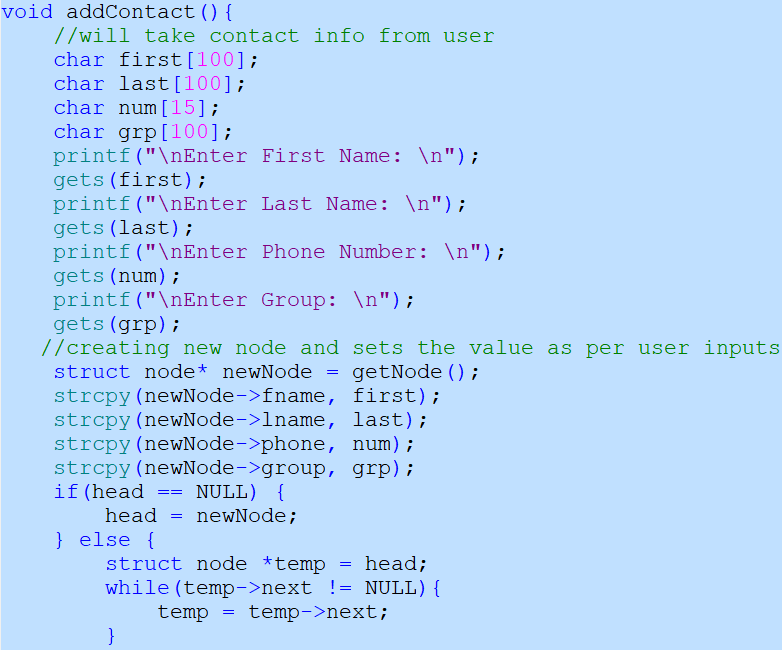 void addContact(){
    //will take contact info from user
    char first[100];
    char last[100];
    char num[15];
    char grp[100];
    printf("\nEnter First Name: \n");
    gets(first);
    printf("\nEnter Last Name: \n");
    gets(last);
    printf("\nEnter Phone Number: \n");
    gets(num);
    printf("\nEnter Group: \n");
    gets(grp);
   //creating new node and sets the value as per user inputs
    struct node* newNode = getNode();
    strcpy(newNode->fname, first);
    strcpy(newNode->lname, last);
    strcpy(newNode->phone, num);
    strcpy(newNode->group, grp);
    if(head == NULL) {
        head = newNode;
    } else {
        struct node *temp = head;
        while(temp->next != NULL){
            temp = temp->next;
        }